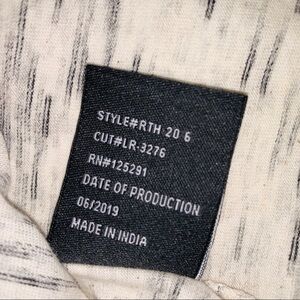 STYLE#RTH 20 6
CUT#LR-3276
RN#125291
DATE OF PRODUCTION
06/2019
MADE IN INDIA